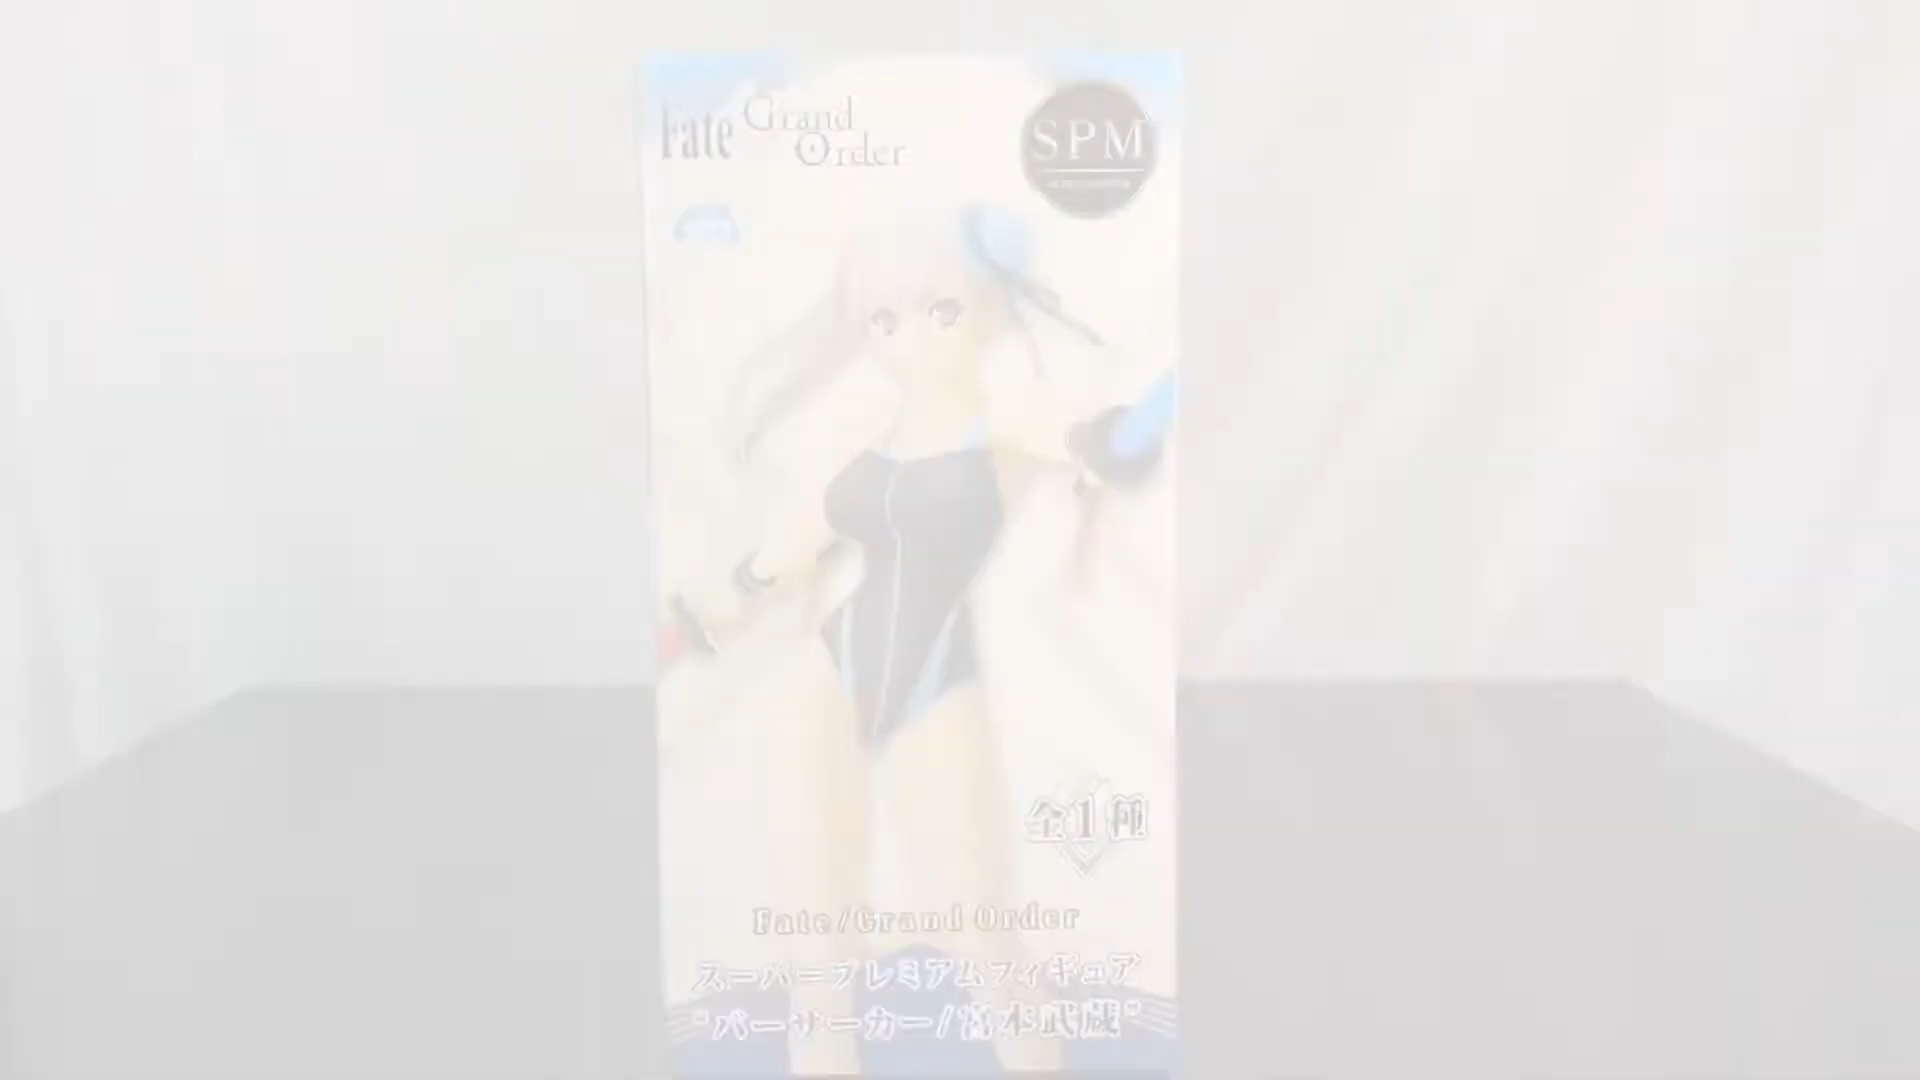 Fate Grand Order
SPM
全1種
Fate/Grand Order
スーパープレミアムフィギュア
"バーサーカー/宮本武蔵"